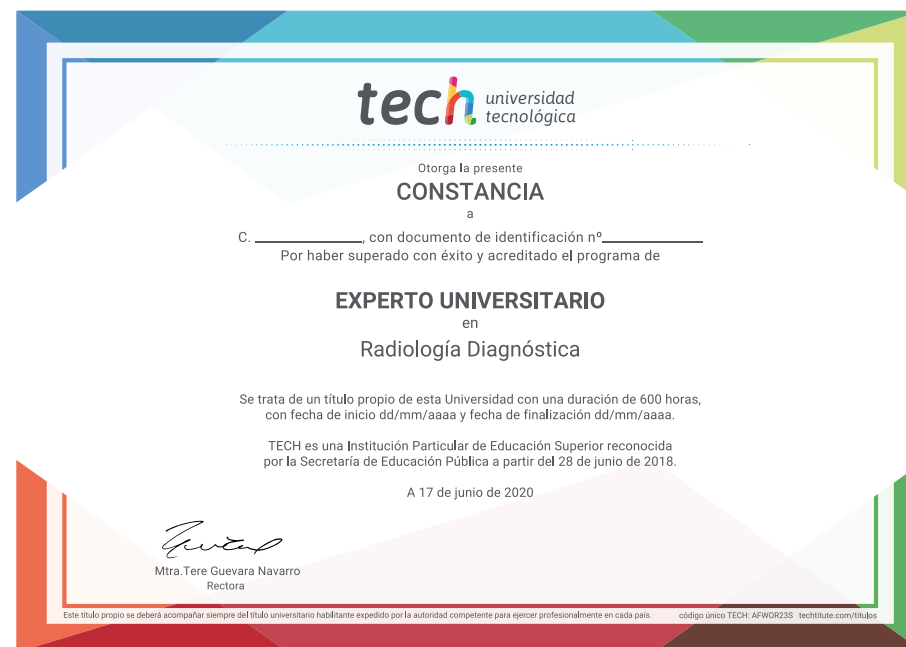 tech universidad
tecnológica
Otorga la presente
CONSTANCIA
a
C. ____________, con documento de identificación nº____________
Por haber superado con éxito y acreditado el programa de
EXPERTO UNIVERSITARIO
en
Radiología Diagnóstica
Se trata de un título propio de esta Universidad con una duración de 600 horas,
con fecha de inicio dd/mm/aaaa y fecha de finalización dd/mm/aaaa.
TECH es una Institución Particular de Educación Superior reconocida
por la Secretaría de Educación Pública a partir del 28 de junio de 2018.
A 17 de junio de 2020
Mtra.Tere Guevara Navarro
Rectora
Este título propio se deberá acompañar siempre del título universitario habilitante expedido por la autoridad competente para ejercer profesionalmente en cada país. código único TECH: AFWOR23S techtitute.com/titulos